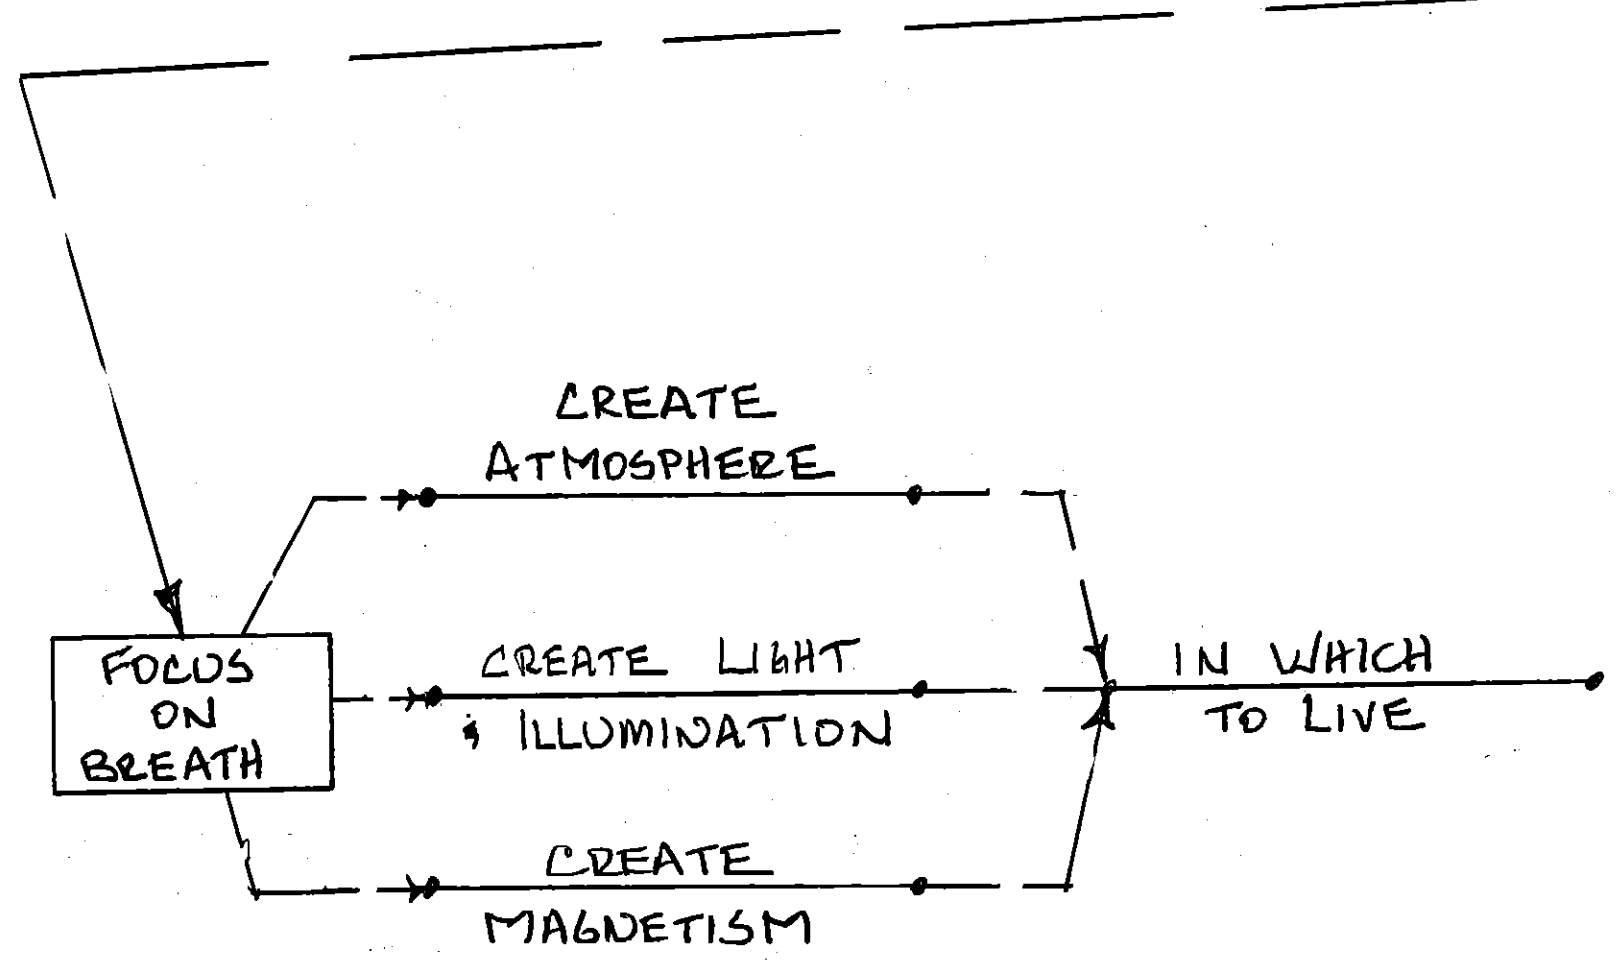 CREATE
ATMOSPHERE
FOCUS
ON
BREATH
CREATE LIGHT
& ILLUMINATION
IN WHICH
TO LIVE
CREATE
MAGNETISM